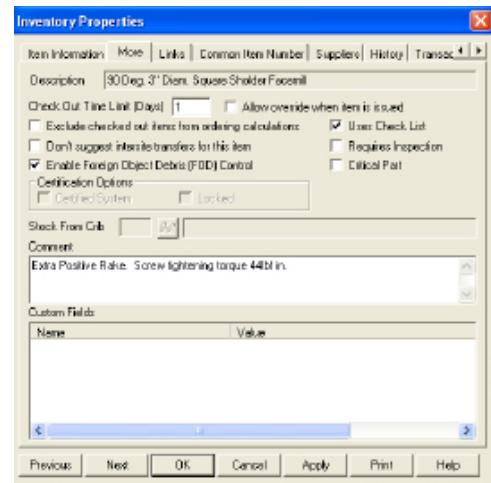 Inventory Properties
Item Information More Links Common Item Number Suppliers History Transac
Description 90 Deg. 3" Diam. Square Sholder Facemill
Check Out Time Limit (Days) 1 Allow override when item is issued
Exclude checked out items from ordering calculations Uses Check List
Don't suggest intersite transfers for this item Requires Inspection
Enable Foreign Object Debris (FOD) Control Critical Part
Certification Options
Certified System Locked
Stock From Crib
Comment
Extra Positive Rake. Screw tightening torque 44lbf in.
Custom Fields
Name Value
Previous Next OK Cancel Apply Print Help